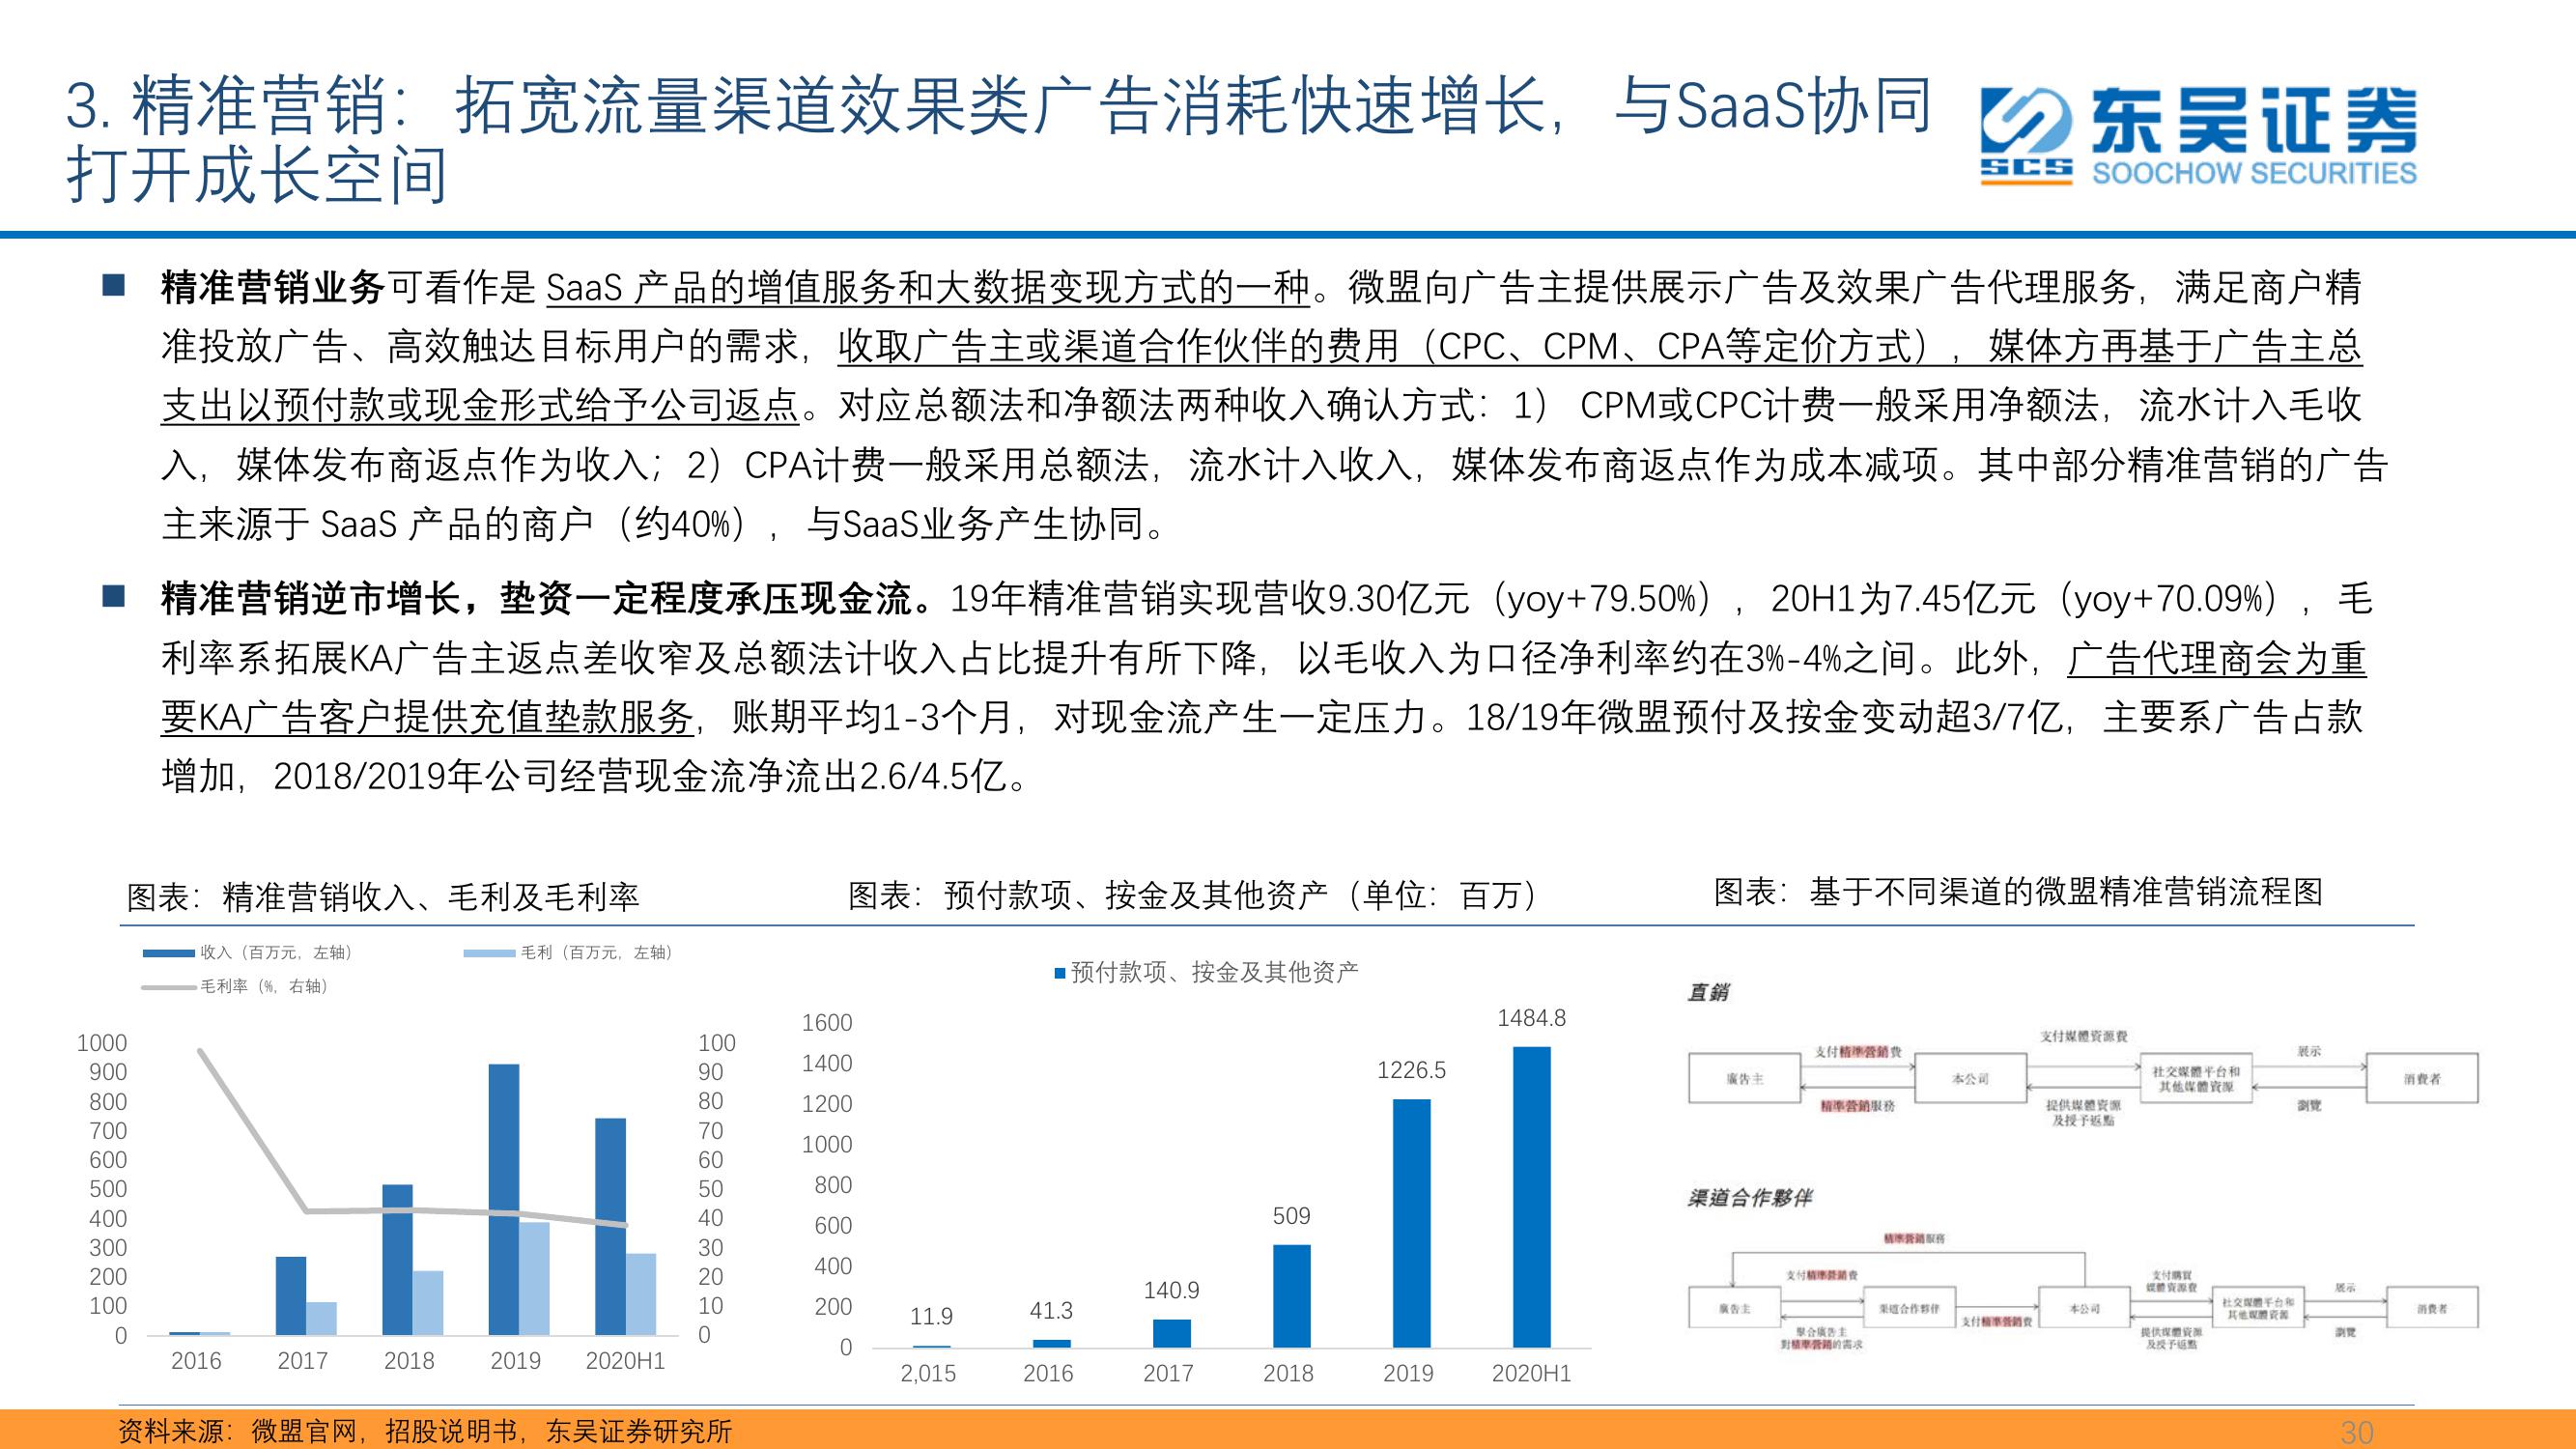 3. 精准营销：拓宽流量渠道效果类广告消耗快速增长，与SaaS协同
打开成长空间
SCS
东吴证券
SOOCHOW SECURITIES
精准营销业务可看作是 SaaS 产品的增值服务和大数据变现方式的一种。微盟向广告主提供展示广告及效果广告代理服务，满足商户精
准投放广告、高效触达目标用户的需求，收取广告主或渠道合作伙伴的费用（CPC、CPM、CPA等定价方式），媒体方再基于广告主总
支出以预付款或现金形式给予公司返点。对应总额法和净额法两种收入确认方式：1） CPM或CPC计费一般采用净额法，流水计入毛收
入，媒体发布商返点作为收入；2）CPA计费一般采用总额法，流水计入收入，媒体发布商返点作为成本减项。其中部分精准营销的广告
主来源于 SaaS 产品的商户（约40%），与SaaS业务产生协同。
精准营销逆市增长，垫资一定程度承压现金流。19年精准营销实现营收9.30亿元（yoy+79.50%），20H1为7.45亿元（yoy+70.09%），毛
利率系拓展KA广告主返点差收窄及总额法计收入占比提升有所下降，以毛收入为口径净利率约在3%-4%之间。此外，广告代理商会为重
要KA广告客户提供充值垫款服务，账期平均1-3个月，对现金流产生一定压力。18/19年微盟预付及按金变动超3/7亿，主要系广告占款
增加，2018/2019年公司经营现金流净流出2.6/4.5亿。
图表：精准营销收入、毛利及毛利率
收入（百万元，左轴）
毛利（百万元，左轴）
毛利率（%，右轴）
1000
900
800
700
600
500
400
300
200
100
0
100
90
80
70
60
50
40
30
20
10
0
2016
2017
2018
2019
2020H1
图表：预付款项、按金及其他资产（单位：百万）
预付款项、按金及其他资产
1600
1400
1200
1000
800
600
400
200
0
11.9
41.3
140.9
509
1226.5
1484.8
2,015
2016
2017
2018
2019
2020H1
图表：基于不同渠道的微盟精准营销流程图
直銷
廣告主
支付精準營銷費
精準營銷服務
本公司
支付媒體資源費
提供媒體資源
及授予返點
社交媒體平台和
其他媒體資源
展示
瀏覽
消費者
渠道合作夥伴
精準營銷服務
廣告主
支付精準營銷費
聚合廣告主
對精準營銷的需求
渠道合作夥伴
支付精準營銷費
本公司
支付購買
媒體資源費
提供媒體資源
及授予返點
社交媒體平台和
其他媒體資源
展示
瀏覽
消費者
资料来源：微盟官网，招股说明书，东吴证券研究所
30